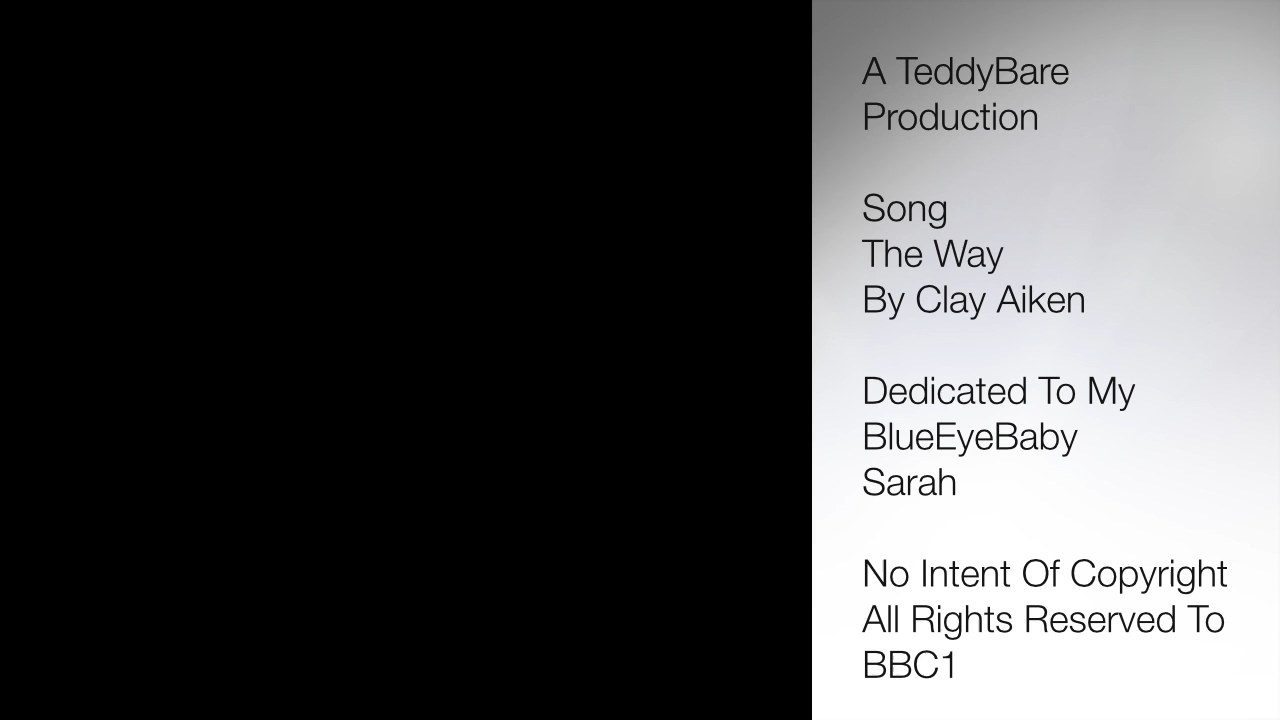 A TeddyBare
Production
Song
The Way
By Clay Aiken
Dedicated To My
BlueEyeBaby
Sarah
No Intent Of Copyright
All Rights Reserved To
BBC1